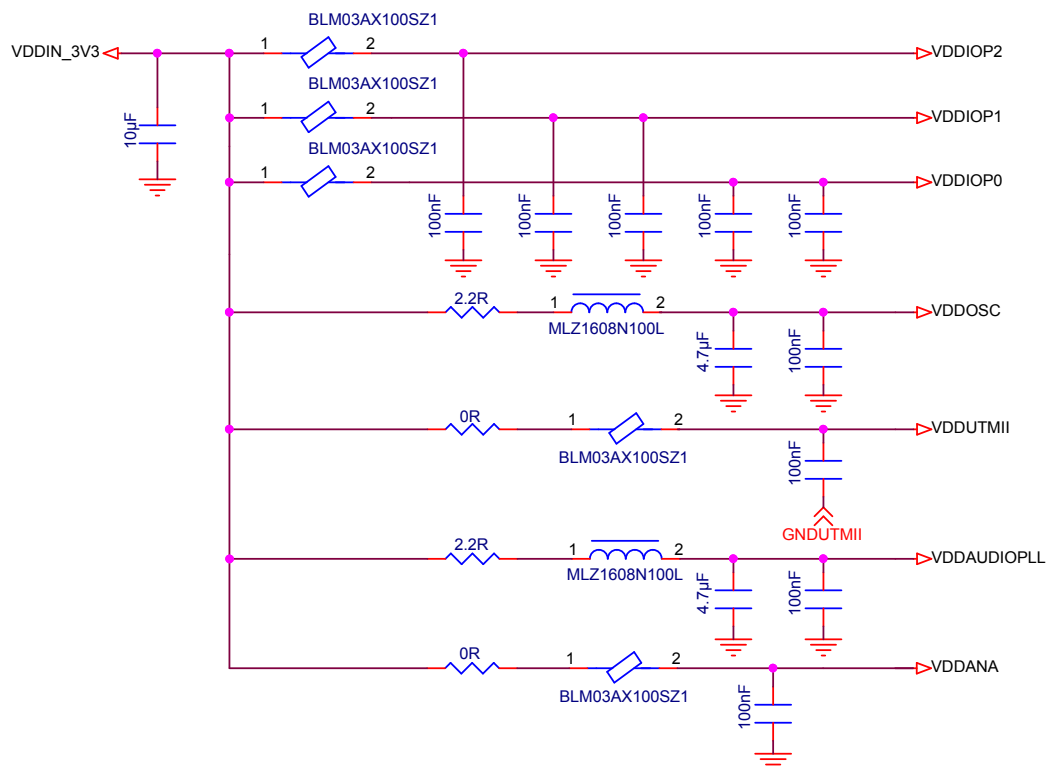 BLM03AX100SZ1
VDDIN_3V3
1
2
VDDIOP2
BLM03AX100SZ1
1
2
VDDIOP1
10µF
BLM03AX100SZ1
1
2
VDDIOP0
100nF
100nF
100nF
100nF
100nF
2.2R
1
2
VDDOSC
MLZ1608N100L
4.7µF
100nF
0R
1
2
VDDUTMII
BLM03AX100SZ1
100nF
GNDUTMII
2.2R
1
2
VDDAUDIOPLL
MLZ1608N100L
4.7µF
100nF
0R
1
2
VDDANA
BLM03AX100SZ1
100nF